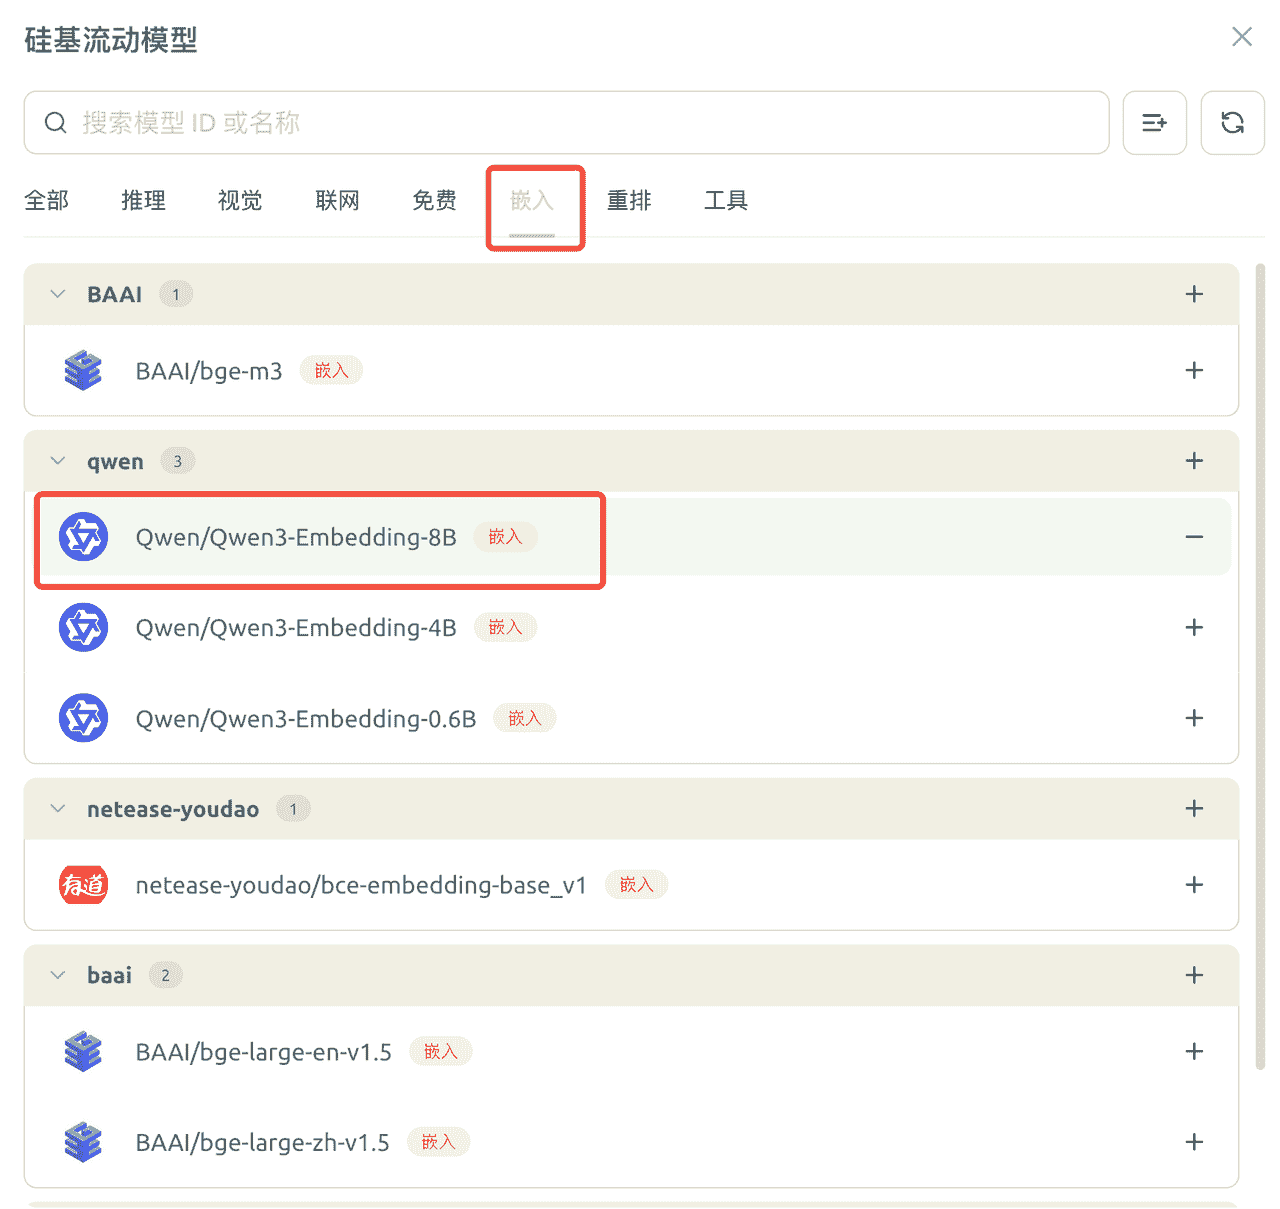 硅基流动模型
搜索模型 ID 或名称
全部 推理 视觉 联网 免费 嵌入 重排 工具
BAAI 1
BAAI/bge-m3 嵌入
qwen 3
Qwen/Qwen3-Embedding-8B 嵌入
Qwen/Qwen3-Embedding-4B 嵌入
Qwen/Qwen3-Embedding-0.6B 嵌入
netease-youdao 1
有道 netease-youdao/bce-embedding-base_v1 嵌入
baai 2
BAAI/bge-large-en-v1.5 嵌入
BAAI/bge-large-zh-v1.5 嵌入